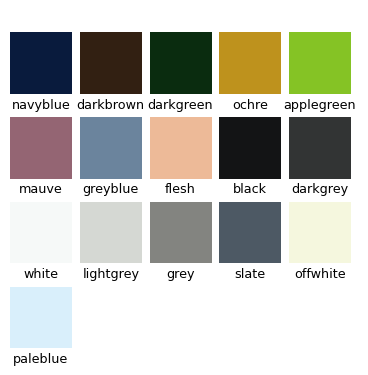 navyblue darkbrown darkgreen ochre applegreen
mauve greyblue flesh black darkgrey
white lightgrey grey slate offwhite
paleblue